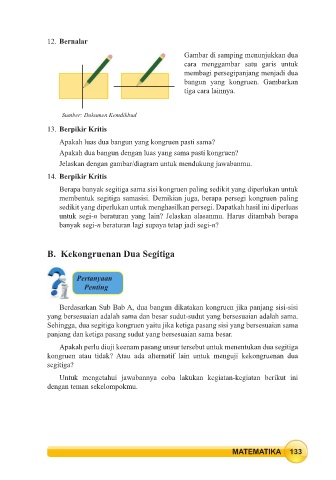 12. Bernalar
Gambar di samping menunjukkan dua
cara menggambar satu garis untuk
membagi persegipanjang menjadi dua
bangun yang kongruen. Gambarkan
tiga cara lainnya.
Sumber: Dokumen Kemdikbud
13. Berpikir Kritis
Apakah luas dua bangun yang kongruen pasti sama?
Apakah dua bangun dengan luas yang sama pasti kongruen?
Jelaskan dengan gambar/diagram untuk mendukung jawabanmu.
14. Berpikir Kritis
Berapa banyak segitiga sama sisi kongruen paling sedikit yang diperlukan untuk
membentuk segitiga samasisi. Demikian juga, berapa persegi kongruen paling
sedikit yang diperlukan untuk menghasilkan persegi. Dapatkah hasil ini diperluas
untuk segi-n beraturan yang lain? Jelaskan alasanmu. Harus ditambah berapa
banyak segi-n beraturan lagi supaya tetap jadi segi-n?
B. Kekongruenan Dua Segitiga
Pertanyaan
Penting
Berdasarkan Sub Bab A, dua bangun dikatakan kongruen jika panjang sisi-sisi
yang bersesuaian adalah sama dan besar sudut-sudut yang bersesuaian adalah sama.
Sehingga, dua segitiga kongruen yaitu jika ketiga pasang sisi yang bersesuaian sama
panjang dan ketiga pasang sudut yang bersesuaian sama besar.
Apakah perlu diuji keenam pasang unsur tersebut untuk menentukan dua segitiga
kongruen atau tidak? Atau ada alternatif lain untuk menguji kekongruenan dua
segitiga?
Untuk mengetahui jawabannya coba lakukan kegiatan-kegiatan berikut ini
dengan teman sekelompokmu.
MATEMATIKA 133